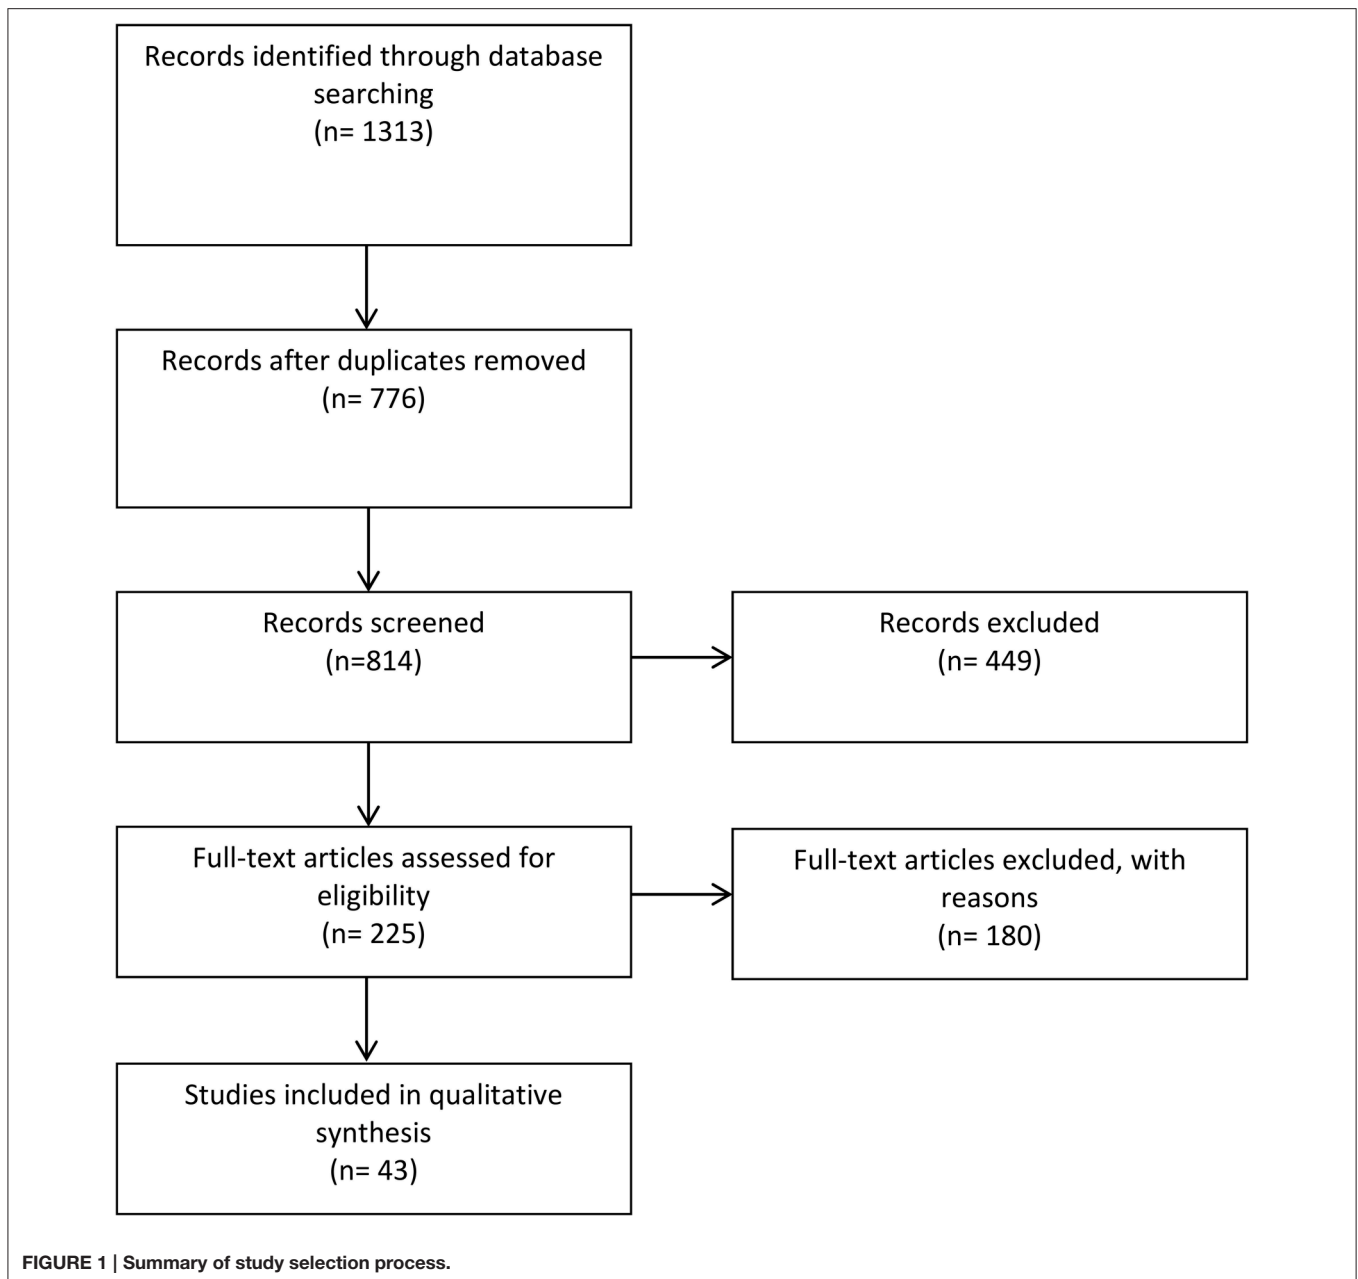 Records identified through database
searching
(n= 1313)
Records after duplicates removed
(n= 776)
Records screened
(n=814)
Records excluded
(n= 449)
Full-text articles assessed for
eligibility
(n= 225)
Full-text articles excluded, with
reasons
(n= 180)
Studies included in qualitative
synthesis
(n= 43)
FIGURE 1 | Summary of study selection process.